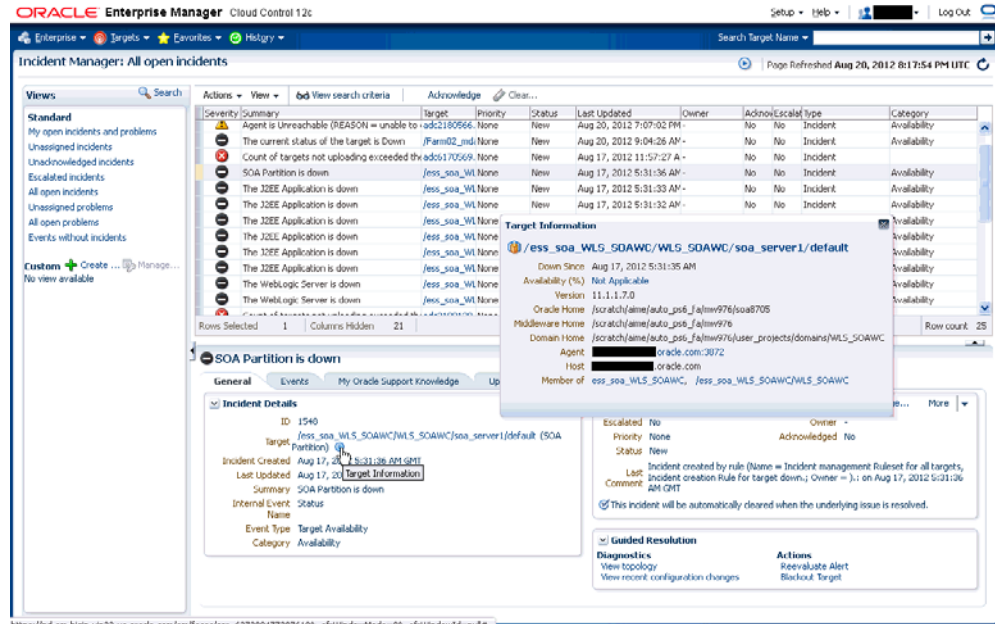 ORACLE Enterprise Manager Cloud Control 12c
Setup Help Log Out
Enterprise Targets Favorites History Search Target Name
Incident Manager: All open incidents
Page Refreshed Aug 20, 2012 8:17:54 PM UTC
Views Search
Standard
My open incidents and problems
Unassigned incidents
Unacknowledged incidents
Escalated incidents
All open incidents
Unassigned problems
All open problems
Events without incidents
Custom Create ... Manage...
No view available
Actions View View search criteria Acknowledge Clear...
Severity Summary Target Priority Status Last Updated Owner Acknov Escalat Type Category
Agent is Unreachable (REASON = unable to adc2180566. None New Aug 20, 2012 7:07:02 PM - No No Incident Availability
The current status of the target is Down /Farm02_mda None New Aug 20, 2012 9:04:26 AM - No No Incident Availability
Count of targets not uploading exceeded the adc6170569. None New Aug 17, 2012 11:57:27 A - No No Incident
SOA Partition is down /ess_soa_WL None New Aug 17, 2012 5:31:36 AM - No No Incident Availability
The J2EE Application is down /ess_soa_WL None New Aug 17, 2012 5:31:33 AM - No No Incident Availability
The J2EE Application is down /ess_soa_WL None New Aug 17, 2012 5:31:32 AM - No No Incident Availability
The J2EE Application is down /ess_soa_WL None Availability
The J2EE Application is down /ess_soa_WL None Availability
The J2EE Application is down /ess_soa_WL None Availability
The J2EE Application is down /ess_soa_WL None Availability
The WebLogic Server is down /ess_soa_WL None Availability
The WebLogic Server is down /ess_soa_WL None Availability
Rows Selected 1 Columns Hidden 21 Row count 25
Target Information
/ess_soa_WLS_SOAWC/WLS_SOAWC/soa_server1/default
Down Since Aug 17, 2012 5:31:35 AM
Availability (%) Not Applicable
Version 11.1.1.7.0
Oracle Home /scratch/aime/auto_ps6_fa/mw976/soa8705
Middleware Home /scratch/aime/auto_ps6_fa/mw976
Domain Home /scratch/aime/auto_ps6_fa/mw976/user_projects/domains/WLS_SOAWC
Agent oracle.com:3872
Host .oracle.com
Member of ess_soa_WLS_SOAWC, /ess_soa_WLS_SOAWC/WLS_SOAWC
SOA Partition is down
General Events My Oracle Support Knowledge Up
More
Incident Details
ID 1540
Target /ess_soa_WLS_SOAWC/WLS_SOAWC/soa_server1/default (SOA
Partition)
Incident Created Aug 17, 2012 5:31:36 AM GMT
Last Updated Aug 17, 20
Target Information
Summary SOA Partition is down
Internal Event Status
Name
Event Type Target Availability
Category Availability
Escalated No Owner -
Priority None Acknowledged No
Status New
Last Comment Incident created by rule (Name = Incident management Ruleset for all targets,
Incident creation Rule for target down.; Owner = ).: on Aug 17, 2012 5:31:36
AM GMT
This incident will be automatically cleared when the underlying issue is resolved.
Guided Resolution
Diagnostics Actions
View topology Reevaluate Alert
View recent configuration changes Blackout Target